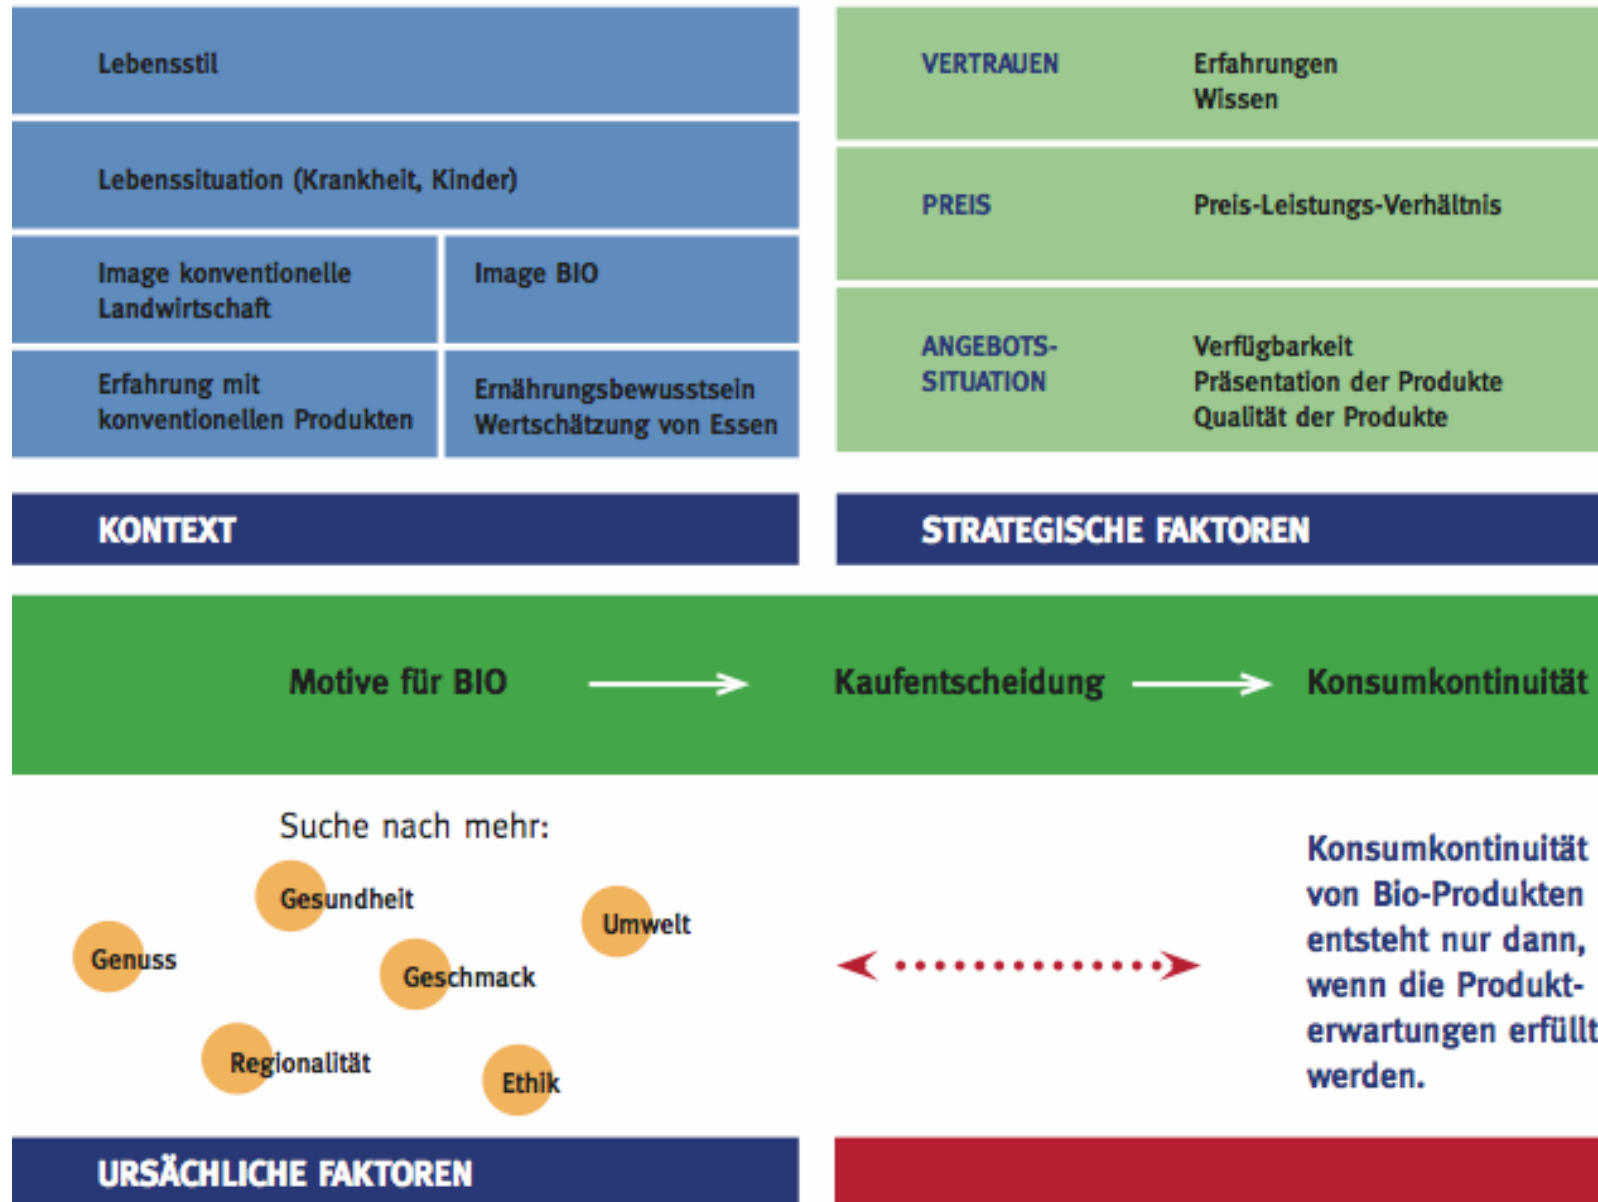 Lebensstil
Lebenssituation (Krankheit, Kinder)
Image konventionelle
Landwirtschaft
Image BIO
Erfahrung mit
konventionellen Produkten
Ernährungsbewusstsein
Wertschätzung von Essen
KONTEXT
VERTRAUEN
Erfahrungen
Wissen
PREIS
Preis-Leistungs-Verhältnis
ANGEBOTS-
SITUATION
Verfügbarkeit
Präsentation der Produkte
Qualität der Produkte
STRATEGISCHE FAKTOREN
Motive für BIO
Kaufentscheidung
Konsumkontinuität
Suche nach mehr:
Gesundheit
Umwelt
Genuss
Geschmack
Regionalität
Ethik
URSÄCHLICHE FAKTOREN
Konsumkontinuität
von Bio-Produkten
entsteht nur dann,
wenn die Produkt-
erwartungen erfüllt
werden.